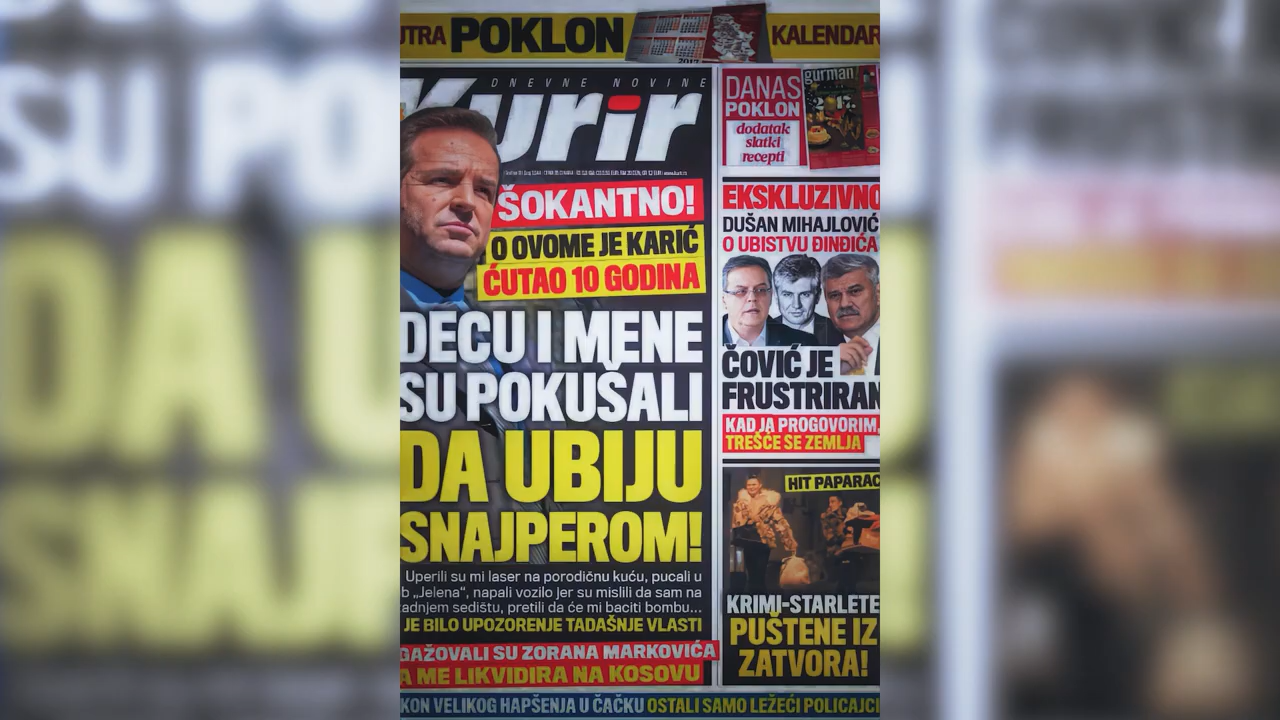 UTRA POKLON KALENDAR
2017
DNEVNE NOVINE
Kurir
ŠOKANTNO!
O OVOME JE KARIĆ
ĆUTAO 10 GODINA
DECU I MENE
SU POKUŠALI
DA UBIJU
SNAJPEROM!
Uperili su mi laser na porodičnu kuću, pucali u
b „Jelena“, napali vozilo jer su mislili da sam na
adnjem sedištu, pretili da će mi baciti bombu...
JE BILO UPOZORENJE TADAŠNJE VLASTI
GAŽOVALI SU ZORANA MARKOVIĆA
A ME LIKVIDIRA NA KOSOVU
DANAS
POKLON
dodatak
slatki
recepti
gurman
EKSKLUZIVNO
DUŠAN MIHAJLOVIĆ
O UBISTVU ĐINĐIĆA
ČOVIĆ JE
FRUSTRIRAN
KAD JA PROGOVORIM,
TREŠĆE SE ZEMLJA
HIT PAPARAC
KRIMI-STARLETE
PUŠTENE IZ
ZATVORA!
KON VELIKOG HAPŠENJA U ČAČKU OSTALI SAMO LEŽEĆI POLICAJCI